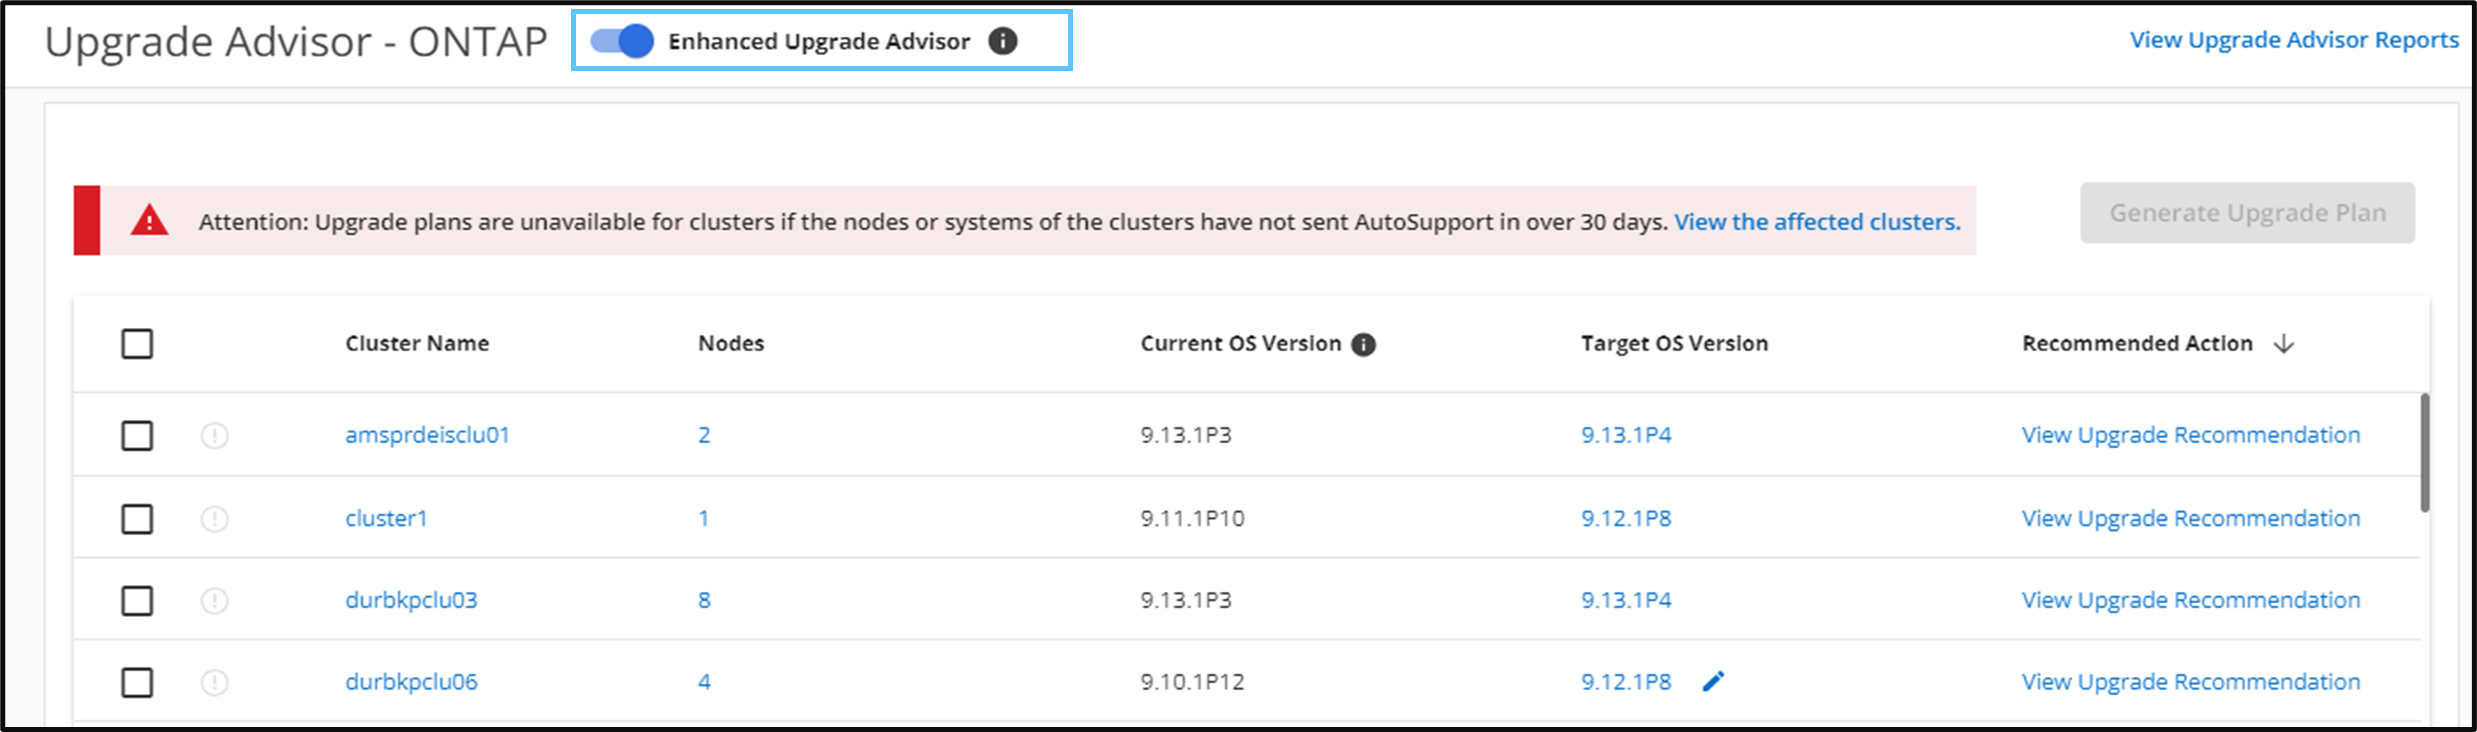 Upgrade Advisor - ONTAP Enhanced Upgrade Advisor View Upgrade Advisor Reports
Attention: Upgrade plans are unavailable for clusters if the nodes or systems of the clusters have not sent AutoSupport in over 30 days. View the affected clusters. Generate Upgrade Plan
Cluster Name Nodes Current OS Version Target OS Version Recommended Action
amsprdeisclu01 2 9.13.1P3 9.13.1P4 View Upgrade Recommendation
cluster1 1 9.11.1P10 9.12.1P8 View Upgrade Recommendation
durbkpclu03 8 9.13.1P3 9.13.1P4 View Upgrade Recommendation
durbkpclu06 4 9.10.1P12 9.12.1P8 View Upgrade Recommendation